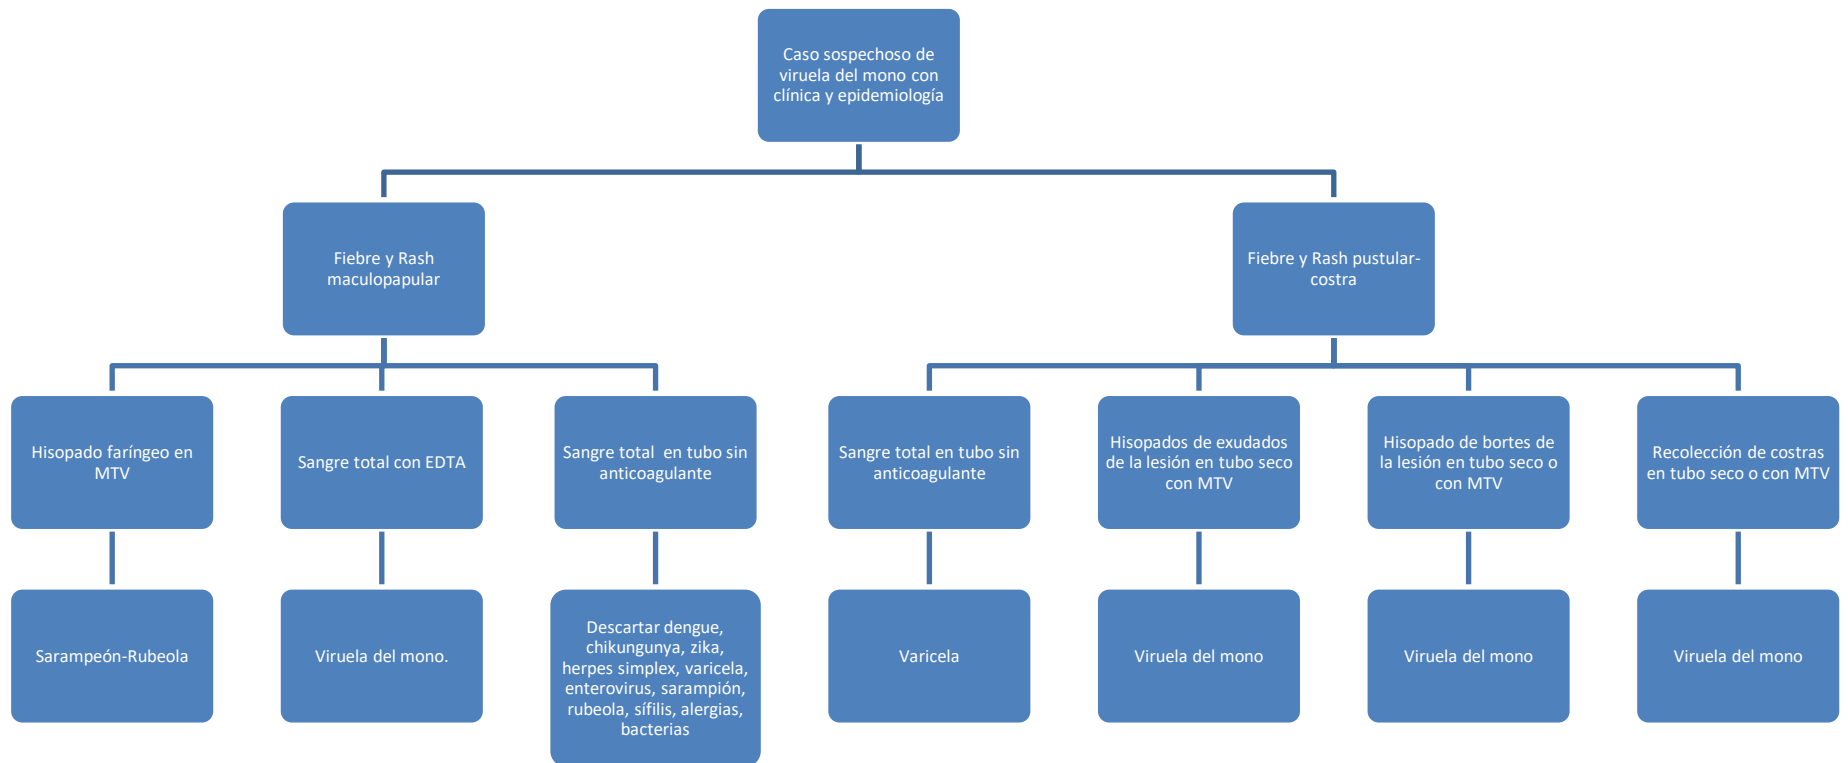 Caso sospechoso de
viruela del mono con
clínica y epidemiología
Fiebre y Rash
maculopapular
Fiebre y Rash pustular-
costra
Hisopado faríngeo en
MTV
Sangre total con EDTA
Sangre total en tubo sin
anticoagulante
Sangre total en tubo sin
anticoagulante
Hisopados de exudados
de la lesión en tubo seco
con MTV
Hisopado de bortes de
la lesión en tubo seco o
con MTV
Recolección de costras
en tubo seco o con MTV
Sarampeón-Rubeola
Viruela del mono.
Descartar dengue,
chikungunya, zika,
herpes simplex, varicela,
enterovirus, sarampión,
rubeola, sífilis, alergias,
bacterias
Varicela
Viruela del mono
Viruela del mono
Viruela del mono